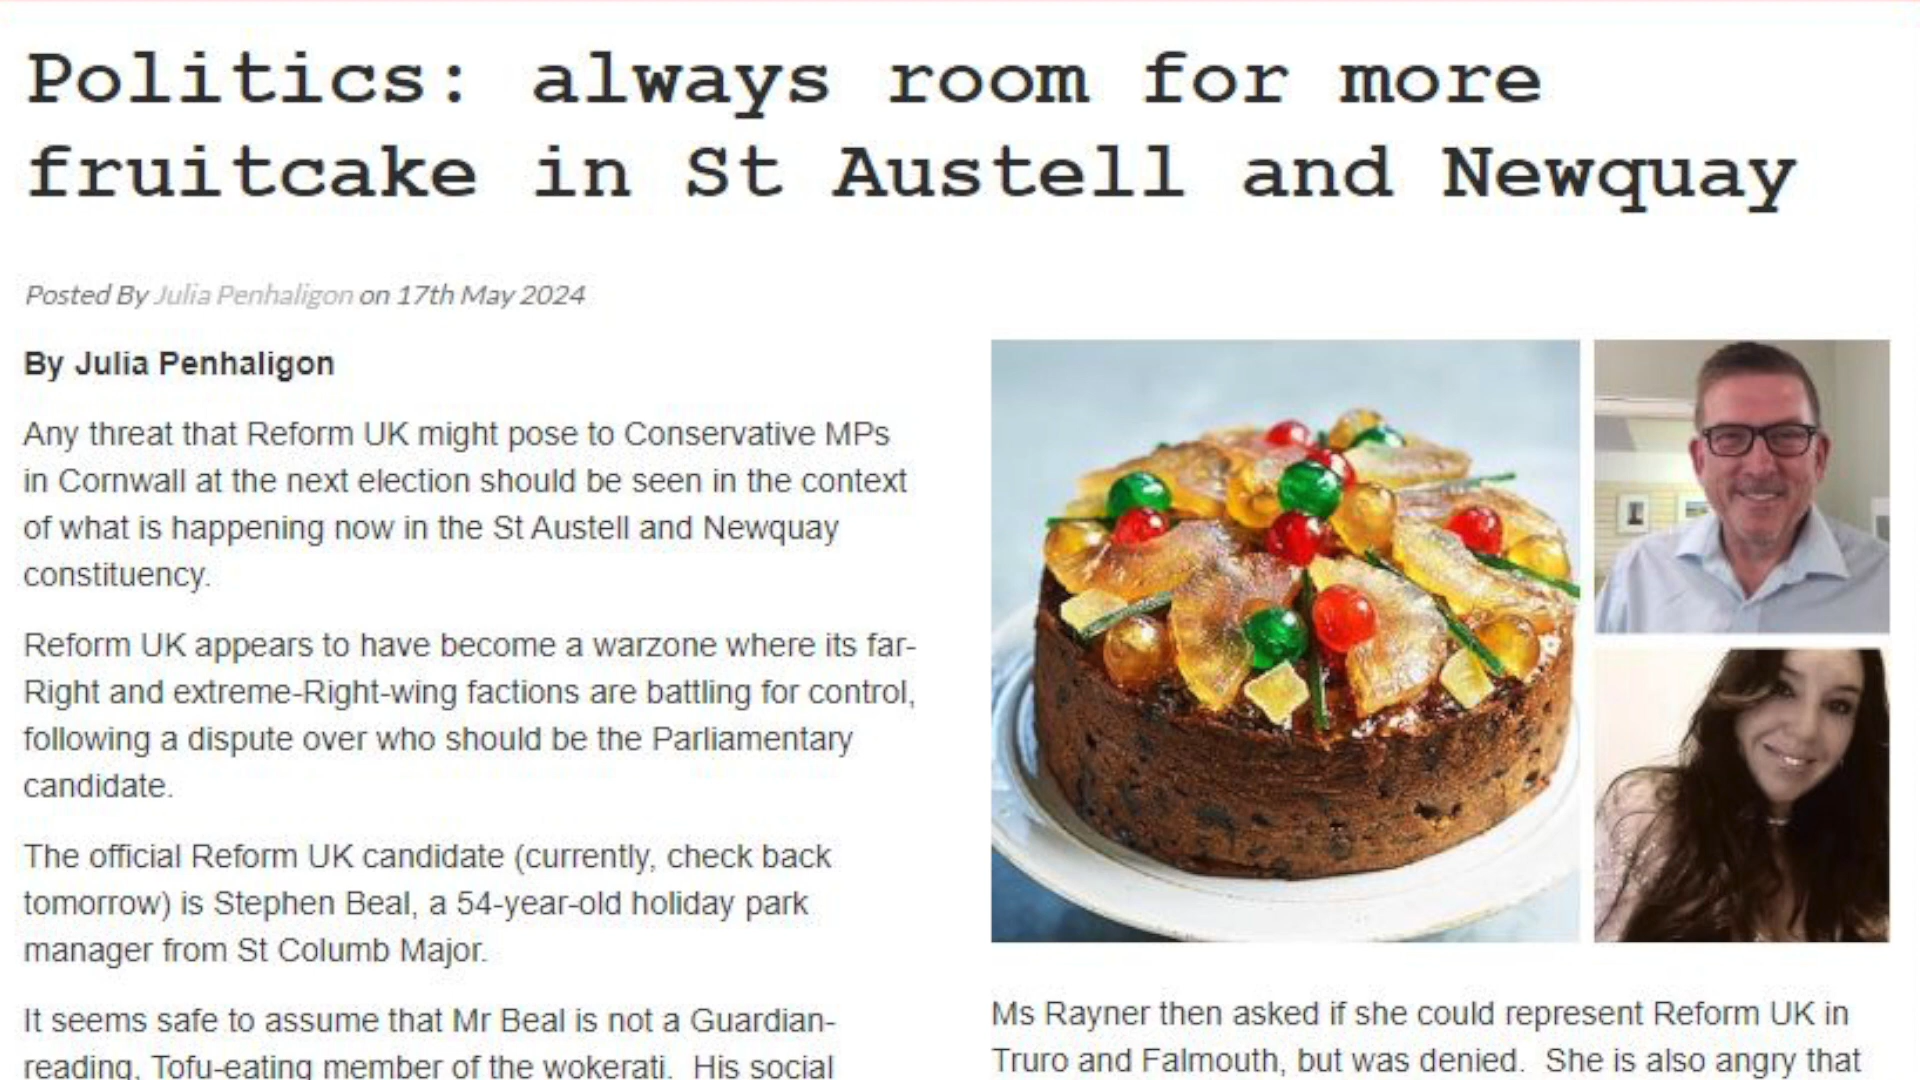 Politics: always room for more
fruitcake in St Austell and Newquay
Posted By Julia Penhaligon on 17th May 2024
By Julia Penhaligon
Any threat that Reform UK might pose to Conservative MPs
in Cornwall at the next election should be seen in the context
of what is happening now in the St Austell and Newquay
constituency.
Reform UK appears to have become a warzone where its far-
Right and extreme-Right-wing factions are battling for control,
following a dispute over who should be the Parliamentary
candidate.
The official Reform UK candidate (currently, check back
tomorrow) is Stephen Beal, a 54-year-old holiday park
manager from St Columb Major.
It seems safe to assume that Mr Beal is not a Guardian-
reading, Tofu-eating member of the wokerati.  His social
Ms Rayner then asked if she could represent Reform UK in
Truro and Falmouth, but was denied.  She is also angry that